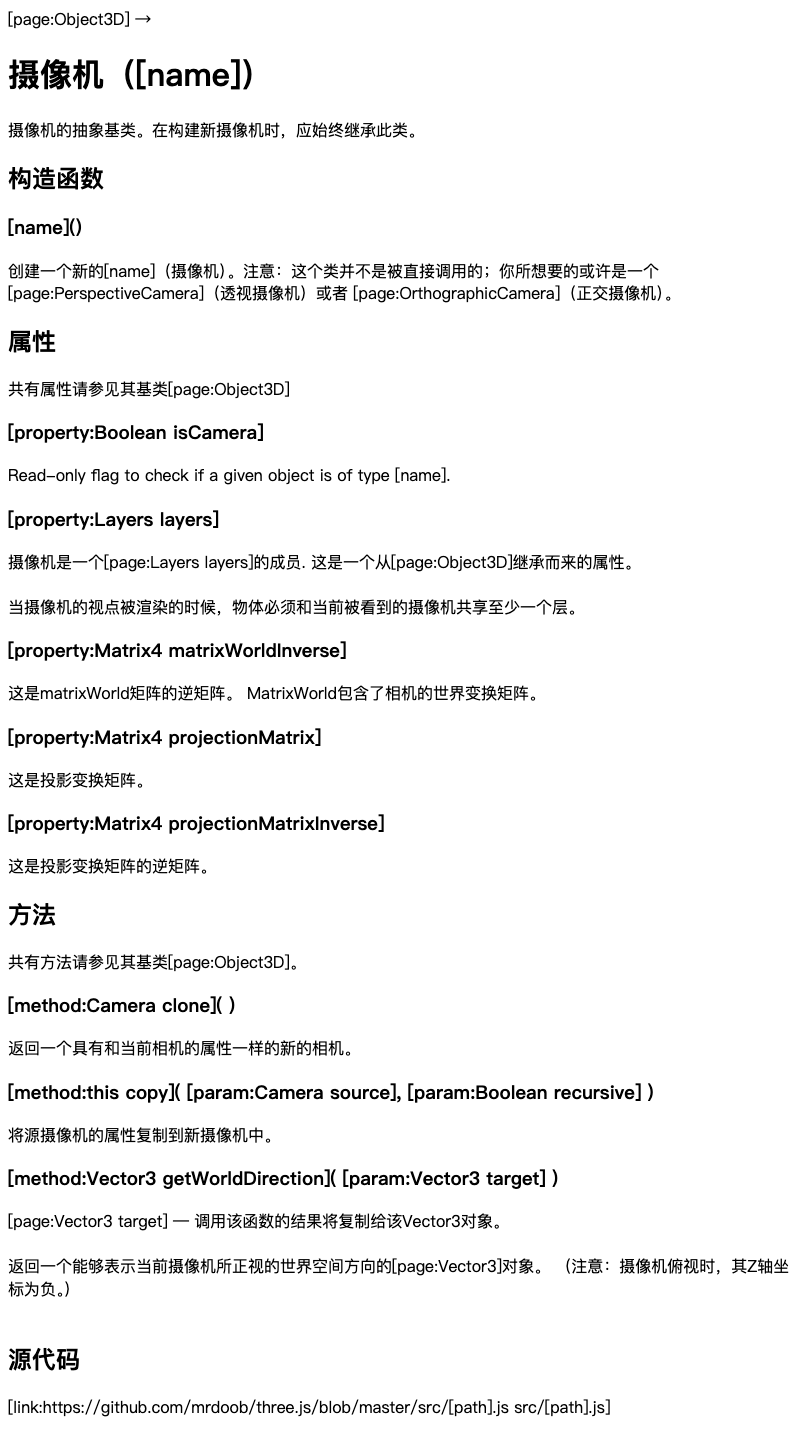 [page:Object3D] →
摄像机（[name]）
摄像机的抽象基类。在构建新摄像机时，应始终继承此类。
构造函数
[name]()
创建一个新的[name]（摄像机）。注意：这个类并不是被直接调用的；你所想要的或许是一个
[page:PerspectiveCamera]（透视摄像机）或者 [page:OrthographicCamera]（正交摄像机）。
属性
共有属性请参见其基类[page:Object3D]
[property:Boolean isCamera]
Read-only flag to check if a given object is of type [name].
[property:Layers layers]
摄像机是一个[page:Layers layers]的成员. 这是一个从[page:Object3D]继承而来的属性。
当摄像机的视点被渲染的时候，物体必须和当前被看到的摄像机共享至少一个层。
[property:Matrix4 matrixWorldInverse]
这是matrixWorld矩阵的逆矩阵。 MatrixWorld包含了相机的世界变换矩阵。
[property:Matrix4 projectionMatrix]
这是投影变换矩阵。
[property:Matrix4 projectionMatrixInverse]
这是投影变换矩阵的逆矩阵。
方法
共有方法请参见其基类[page:Object3D]。
[method:Camera clone]( )
返回一个具有和当前相机的属性一样的新的相机。
[method:this copy]( [param:Camera source], [param:Boolean recursive] )
将源摄像机的属性复制到新摄像机中。
[method:Vector3 getWorldDirection]( [param:Vector3 target] )
[page:Vector3 target] — 调用该函数的结果将复制给该Vector3对象。
返回一个能够表示当前摄像机所正视的世界空间方向的[page:Vector3]对象。 （注意：摄像机俯视时，其Z轴坐
标为负。）
源代码
[link:https://github.com/mrdoob/three.js/blob/master/src/[path].js src/[path].js]